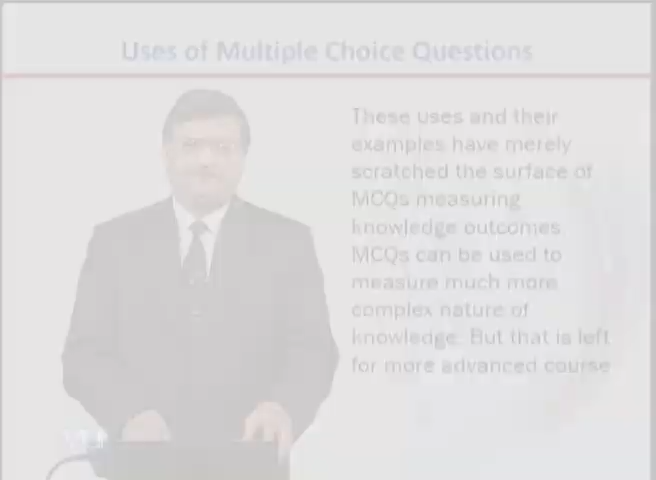 Uses of Multiple Choice Questions
These uses and their
examples have merely
scratched the surface of
MCQs measuring
knowledge outcomes
MCQs can be used to
measure much more
complex nature of
knowledge. But that is left
for more advanced course